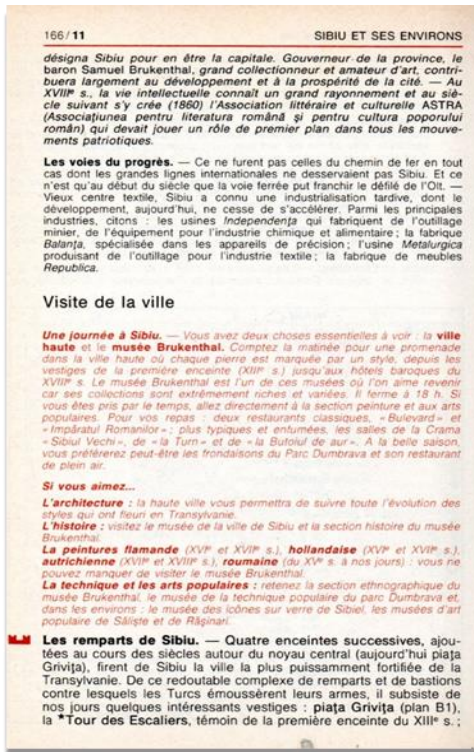 166/11 SIBIU ET SES ENVIRONS
désigna Sibiu pour en être la capitale. Gouverneur de la province, le
baron Samuel Brukenthal, grand collectionneur et amateur d'art, contri-
buera largement au développement et à la prospérité de la cité. — Au
XVIIIᵉ s., la vie intellectuelle connaît un grand rayonnement et au siè-
cle suivant s'y crée (1860) l'Association littéraire et culturelle ASTRA
(Asociațiunea pentru literatura română și pentru cultura poporului
român) qui devait jouer un rôle de premier plan dans tous les mouve-
ments patriotiques.
Les voies du progrès. — Ce ne furent pas celles du chemin de fer en tout
cas dont les grandes lignes internationales ne desservaient pas Sibiu. Et ce
n'est qu'au début du siècle que la voie ferrée put franchir le défilé de l'Olt. —
Vieux centre textile, Sibiu a connu une industrialisation tardive, dont le
développement, aujourd'hui, ne cesse de s'accélérer. Parmi les principales
industries, citons : les usines Independența qui fabriquent de l'outillage
minier, de l'équipement pour l'industrie chimique et alimentaire ; la fabrique
Balanța, spécialisée dans les appareils de précision ; l'usine Metalurgica
produisant de l'outillage pour l'industrie textile ; la fabrique de meubles
Republica.
Visite de la ville
Une journée à Sibiu. — Vous avez deux choses essentielles à voir : la ville
haute et le musée Brukenthal. Comptez la matinée pour une promenade
dans la ville haute où chaque pierre est marquée par un style, depuis les
vestiges de la première enceinte (XIIIᵉ s.) jusqu'aux hôtels baroques du
XVIIIᵉ s. Le musée Brukenthal est l'un de ces musées où l'on aime revenir
car ses collections sont extrêmement riches et variées. Il ferme à 18 h. Si
vous êtes pris par le temps, allez directement à la section peinture et aux arts
populaires. Pour vos repas : deux restaurants classiques, « Bulevard » et
« Impăratul Romanilor » ; plus typiques et enfumées, les salles de la Crama
« Sibiul Vechi », de « la Turn » et de « la Butoiul de aur ». A la belle saison,
vous préférerez peut-être les frondaisons du Parc Dumbrava et son restaurant
de plein air.
Si vous aimez...
L'architecture : la haute ville vous permettra de suivre toute l'évolution des
styles qui ont fleuri en Transylvanie.
L'histoire : visitez le musée de la ville de Sibiu et la section histoire du musée
Brukenthal.
La peintures flamande (XVIᵉ et XVIIᵉ s.), hollandaise (XVIᵉ et XVIIᵉ s.),
autrichienne (XVIIᵉ et XVIIIᵉ s.), roumaine (du XVᵉ s. à nos jours) : vous ne
pouvez manquer de visiter le musée Brukenthal.
La technique et les arts populaires : retenez la section ethnographique du
musée Brukenthal, le musée de la technique populaire du parc Dumbrava et,
dans les environs : le musée des icônes sur verre de Sibiel, les musées d'art
populaire de Săliște et de Rășinari.
Les remparts de Sibiu. — Quatre enceintes successives, ajou-
tées au cours des siècles autour du noyau central (aujourd'hui piața
Grivița), firent de Sibiu la ville la plus puissamment fortifiée de la
Transylvanie. De ce redoutable complexe de remparts et de bastions
contre lesquels les Turcs émoussèrent leurs armes, il subsiste de
nos jours quelques intéressants vestiges : piața Grivița (plan B1),
la *Tour des Escaliers, témoin de la première enceinte du XIIIᵉ s. ;